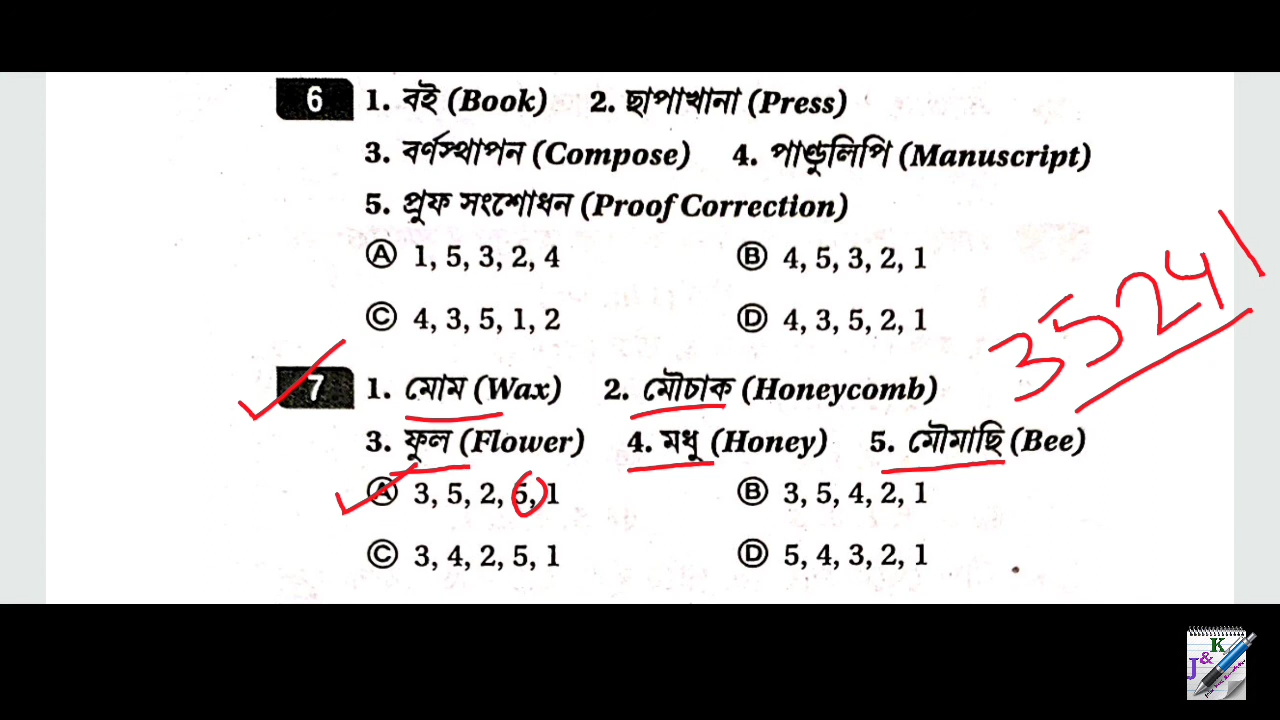 6 1. বই (Book) 2. ছাপাখানা (Press)
3. বর্ণস্থাপন (Compose) 4. পাণ্ডুলিপি (Manuscript)
5. প্রুফ সংশোধন (Proof Correction)
A 1, 5, 3, 2, 4 B 4, 5, 3, 2, 1
C 4, 3, 5, 1, 2 D 4, 3, 5, 2, 1
35241
7 1. মোম (Wax) 2. মৌচাক (Honeycomb)
3. ফুল (Flower) 4. মধু (Honey) 5. মৌমাছি (Bee)
A 3, 5, 2, 5, 1 B 3, 5, 4, 2, 1
C 3, 4, 2, 5, 1 D 5, 4, 3, 2, 1
J & K